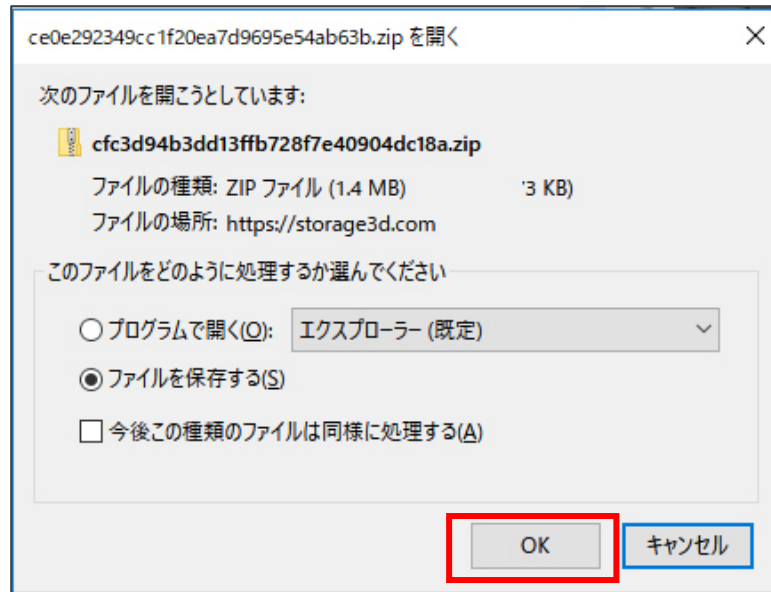 ce0e292349cc1f20ea7d9695e54ab63b.zip を開く
次のファイルを開こうとしています:
cfc3d94b3dd13ffb728f7e40904dc18a.zip
ファイルの種類: ZIP ファイル (1.4 MB) 3 KB)
ファイルの場所: https://storage3d.com
このファイルをどのように処理するか選んでください
プログラムで開く(O): エクスプローラー (既定)
ファイルを保存する(S)
今後この種類のファイルは同様に処理する(A)
OK キャンセル